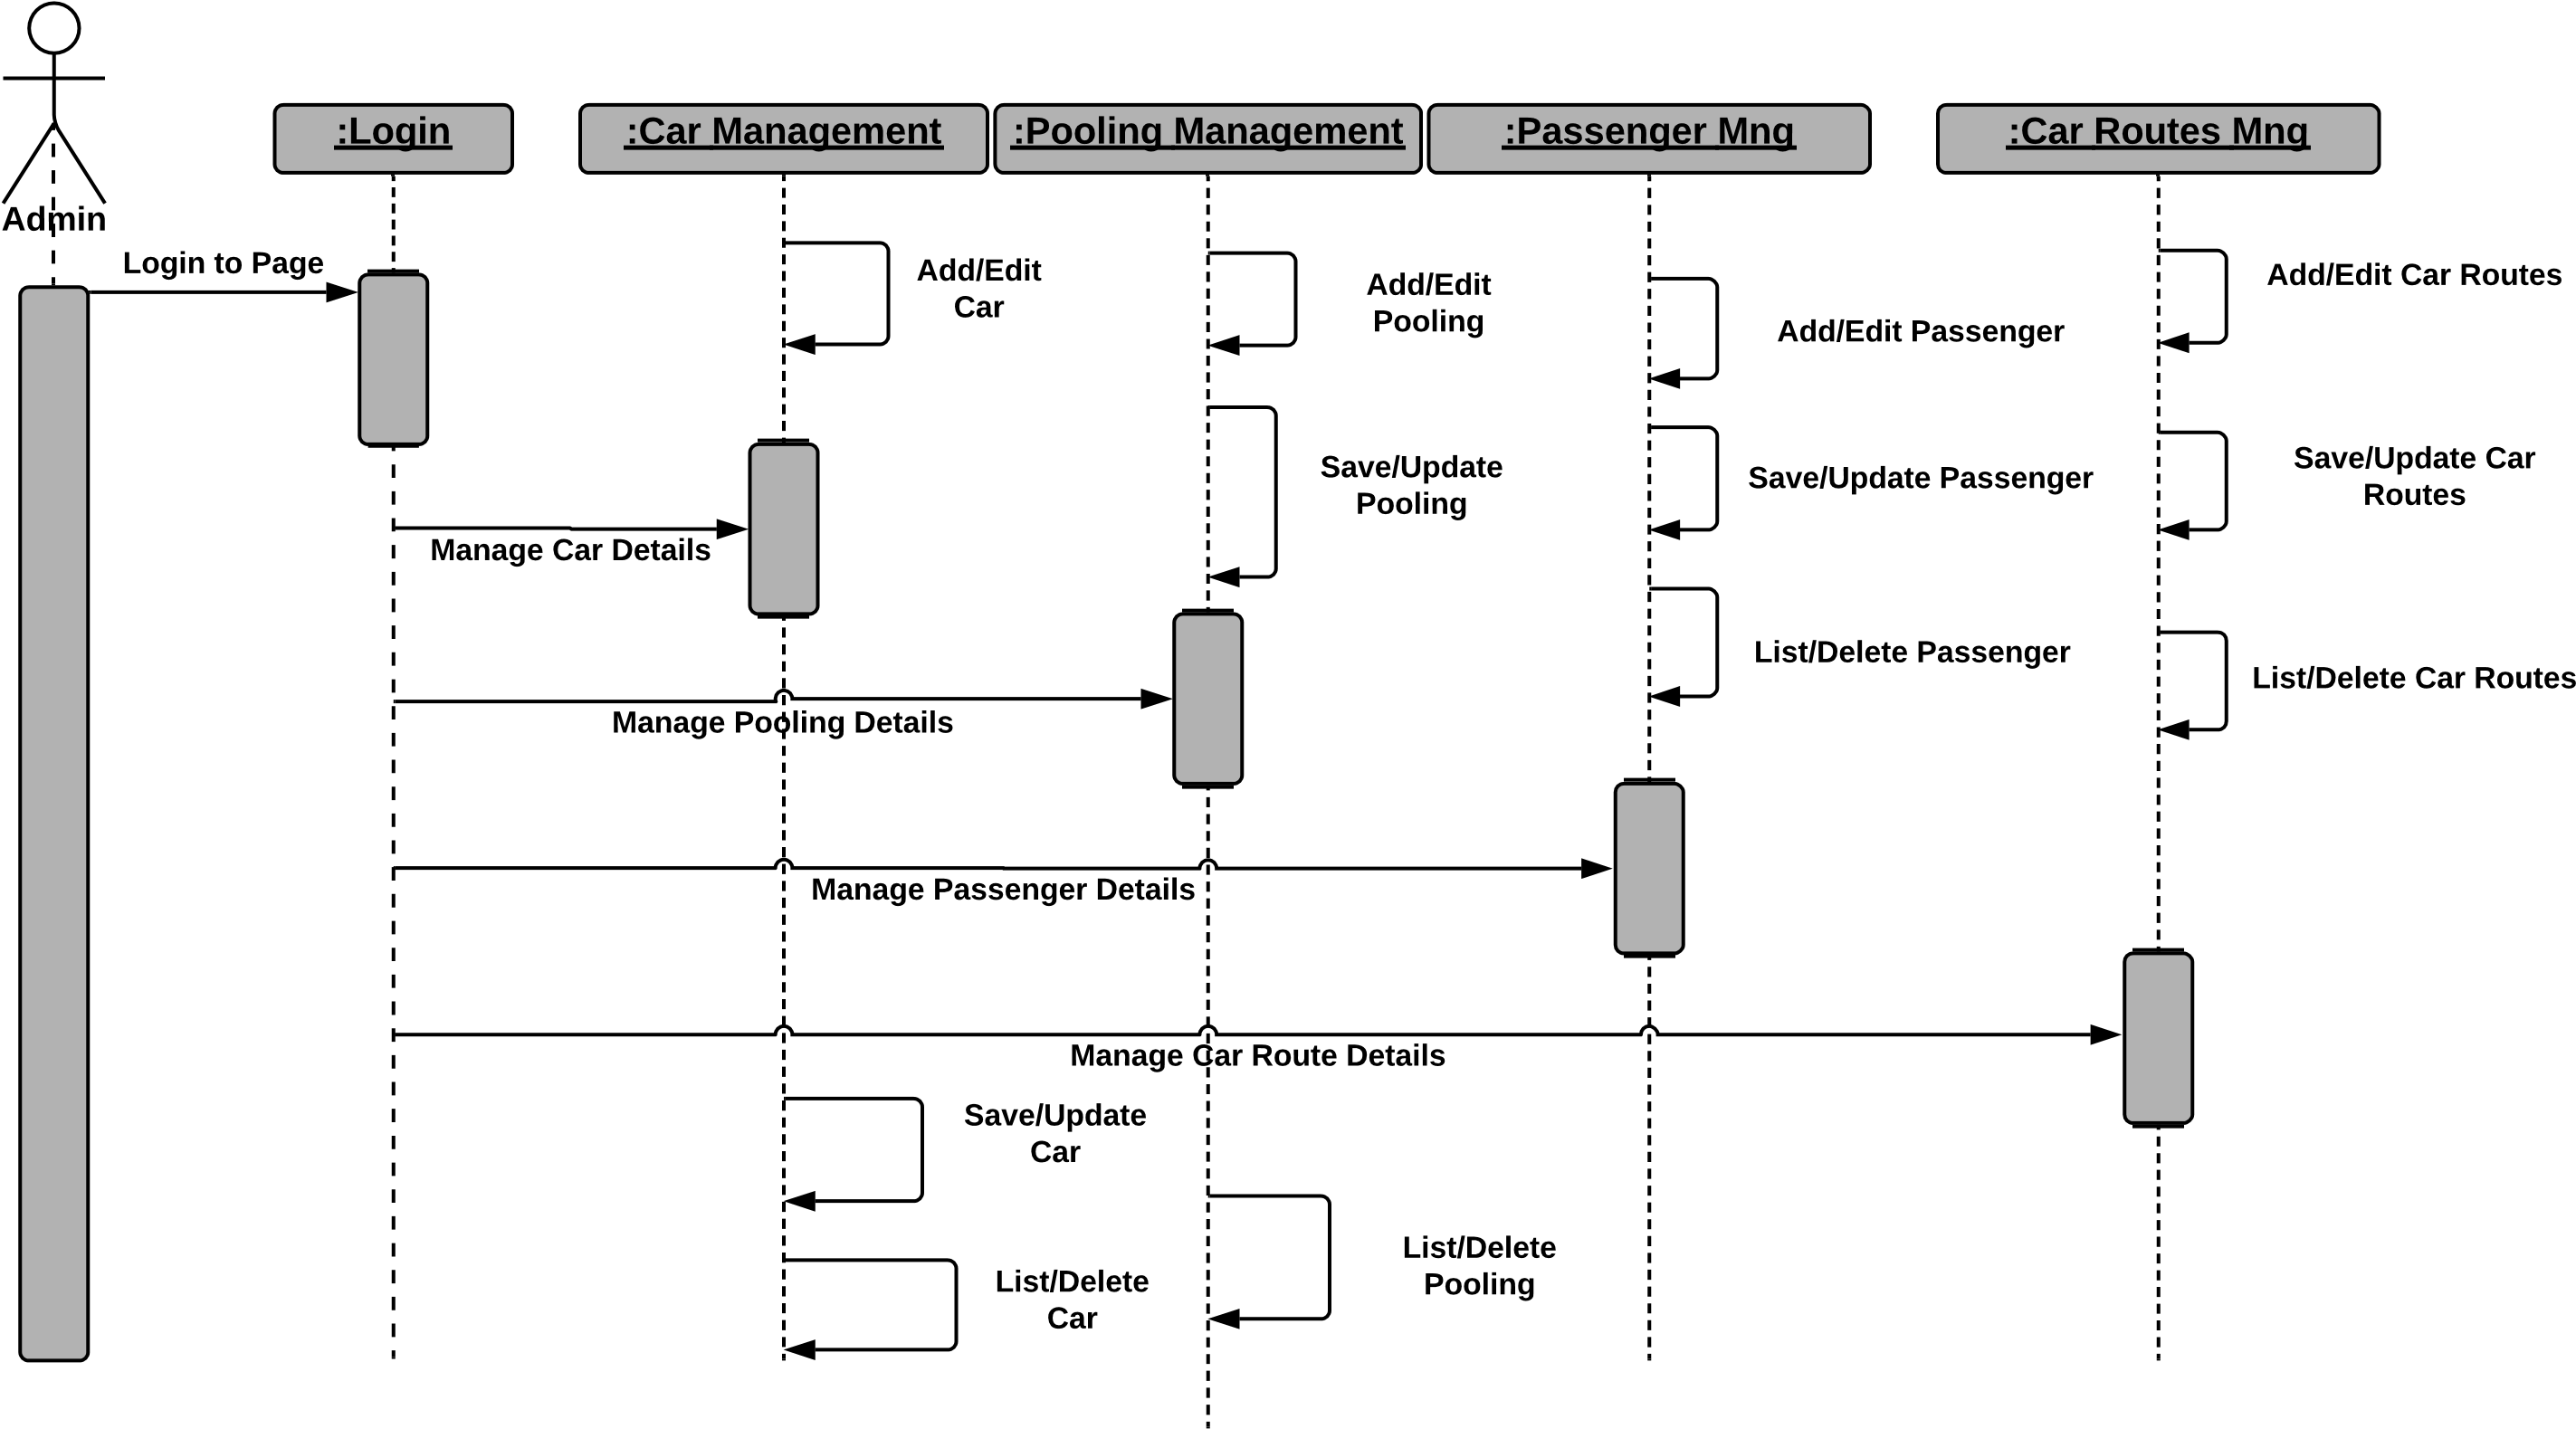 :Login
:Car Management
:Pooling Management
:Passenger Mng
:Car Routes Mng
Admin
Login to Page
Add/Edit
Car
Add/Edit
Pooling
Add/Edit Passenger
Add/Edit Car Routes
Save/Update
Pooling
Save/Update Passenger
Save/Update Car
Routes
Manage Car Details
List/Delete Passenger
List/Delete Car Routes
Manage Pooling Details
Manage Passenger Details
Manage Car Route Details
Save/Update
Car
List/Delete
Pooling
List/Delete
Car